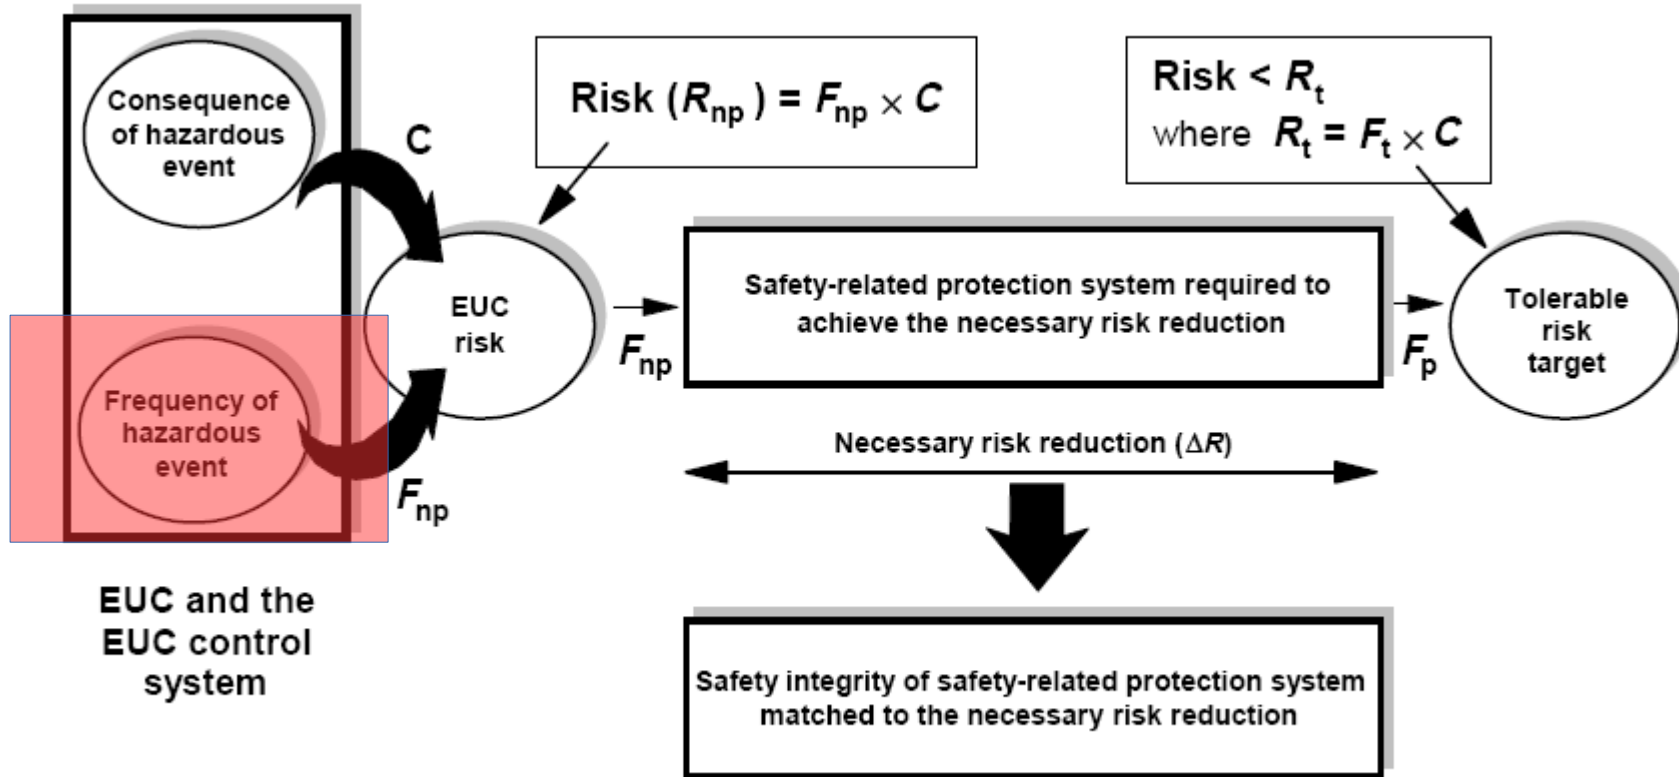 Consequence
of hazardous
event
C
Risk (Rnp ) = Fnp × C
Risk < Rt
where Rt = Ft × C
EUC
risk
Fnp
Safety-related protection system required to
achieve the necessary risk reduction
Fp
Tolerable
risk
target
Frequency of
hazardous
event
Fnp
Necessary risk reduction (ΔR)
EUC and the
EUC control
system
Safety integrity of safety-related protection system
matched to the necessary risk reduction